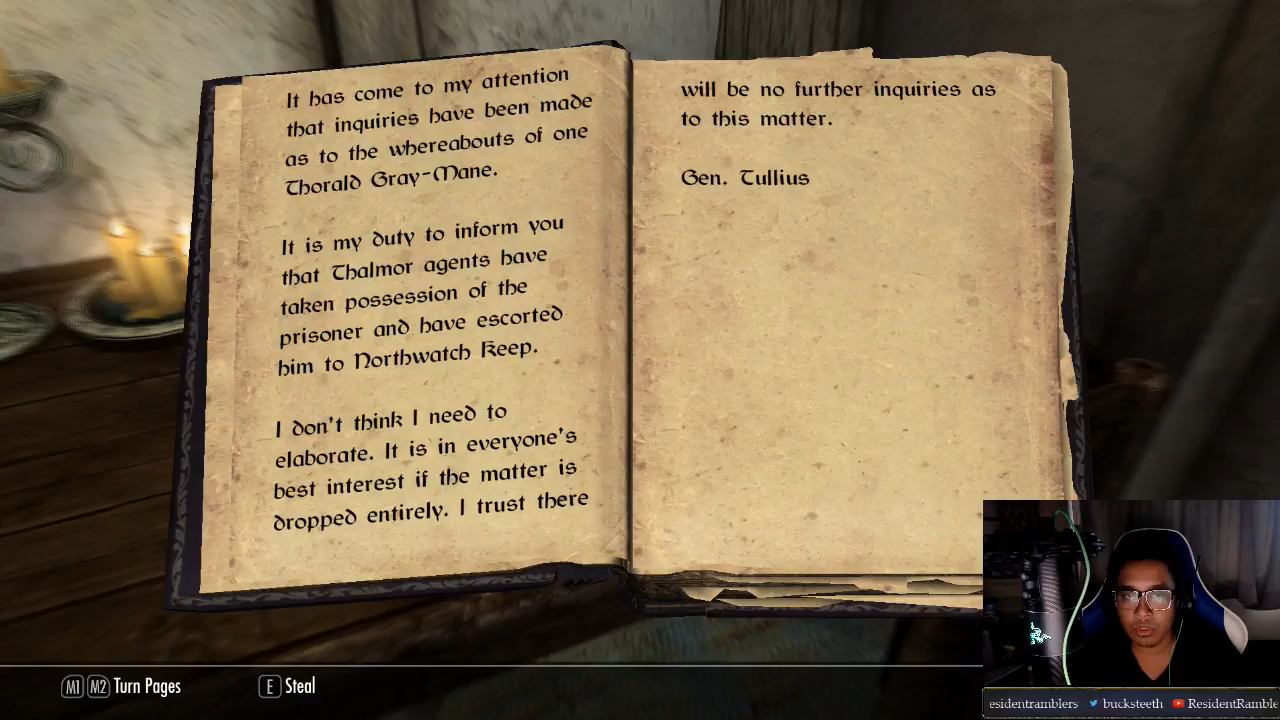 It has come to my attention
that inquiries have been made
as to the whereabouts of one
Thorald Gray-Mane.
It is my duty to inform you
that Thalmor agents have
taken possession of the
prisoner and have escorted
him to Northwatch Keep.
I don't think I need to
elaborate. It is in everyone's
best interest if the matter is
dropped entirely. I trust there
will be no further inquiries as
to this matter.
Gen. Tullius
M1 M2 Turn Pages
E Steal
esidentramblers bucksteeth ResidentRamble